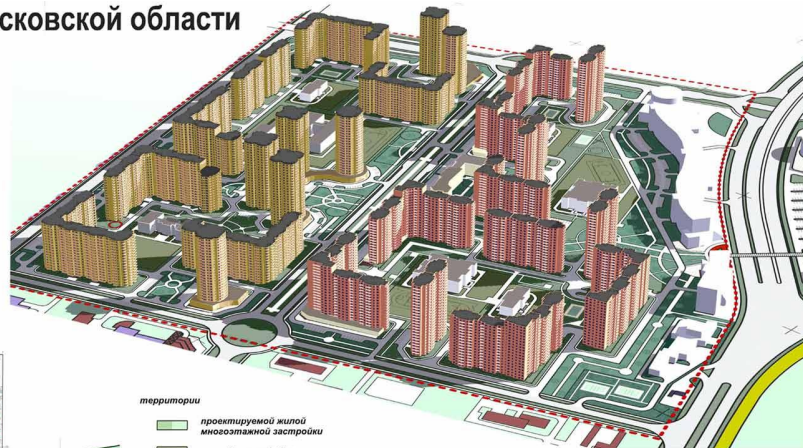 сковской области
территории
проектируемой жилой
многоэтажной застройки